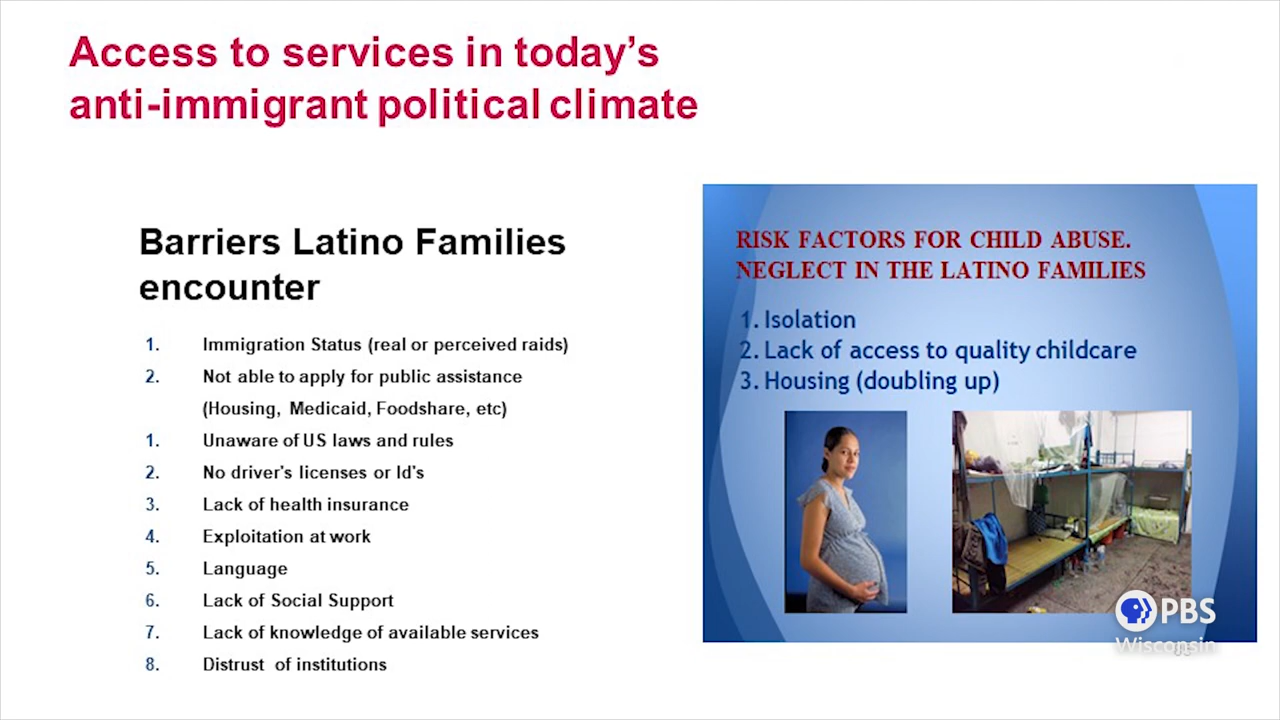 Access to services in today's
anti-immigrant political climate
Barriers Latino Families
encounter
1. Immigration Status (real or perceived raids)
2. Not able to apply for public assistance
(Housing, Medicaid, Foodshare, etc)
1. Unaware of US laws and rules
2. No driver's licenses or Id's
3. Lack of health insurance
4. Exploitation at work
5. Language
6. Lack of Social Support
7. Lack of knowledge of available services
8. Distrust of institutions
RISK FACTORS FOR CHILD ABUSE.
NEGLECT IN THE LATINO FAMILIES
1. Isolation
2. Lack of access to quality childcare
3. Housing (doubling up)
PBS
Wisconsin